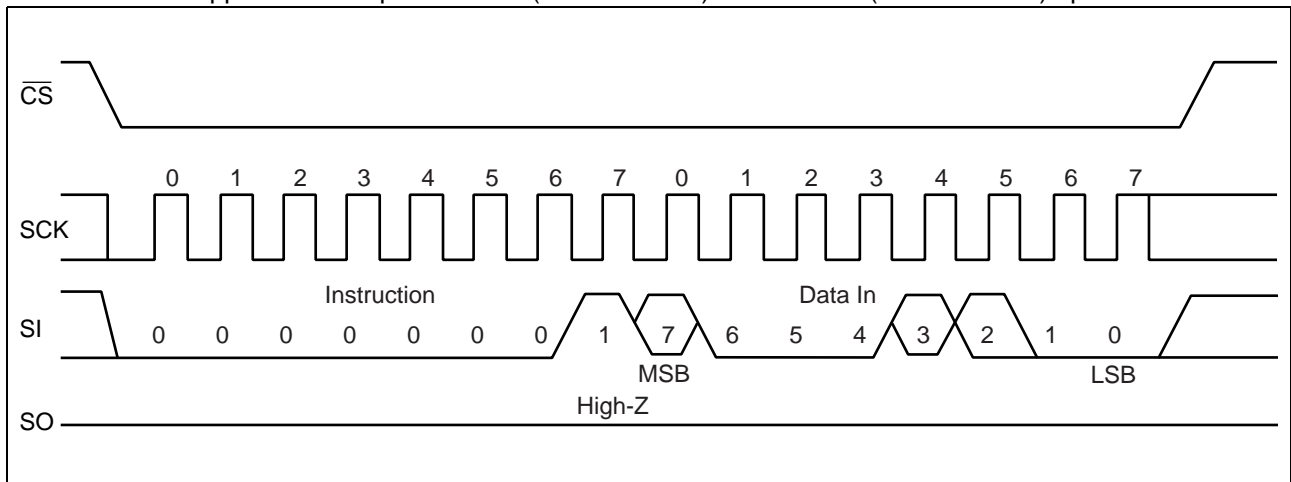 CS
0 1 2 3 4 5 6 7 0 1 2 3 4 5 6 7
SCK
Instruction Data In
SI 0 0 0 0 0 0 0 1 7 6 5 4 3 2 1 0
MSB LSB
High-Z
SO